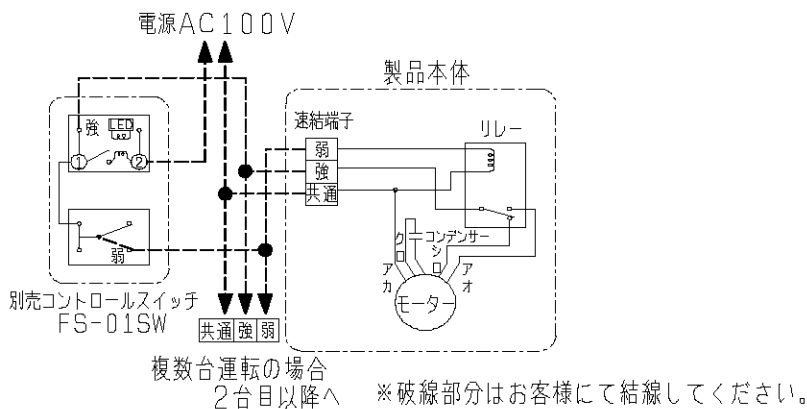 電源AC100V
製品本体
速結端子
リレー
強
LED
弱
強
共通
①
②
弱
クロ
コンデンサー
シロ
アカ
アオ
モーター
別売コントロールスイッチ
FS-01SW
共通 強 弱
複数台運転の場合
2台目以降へ
※破線部分はお客様にて結線してください。